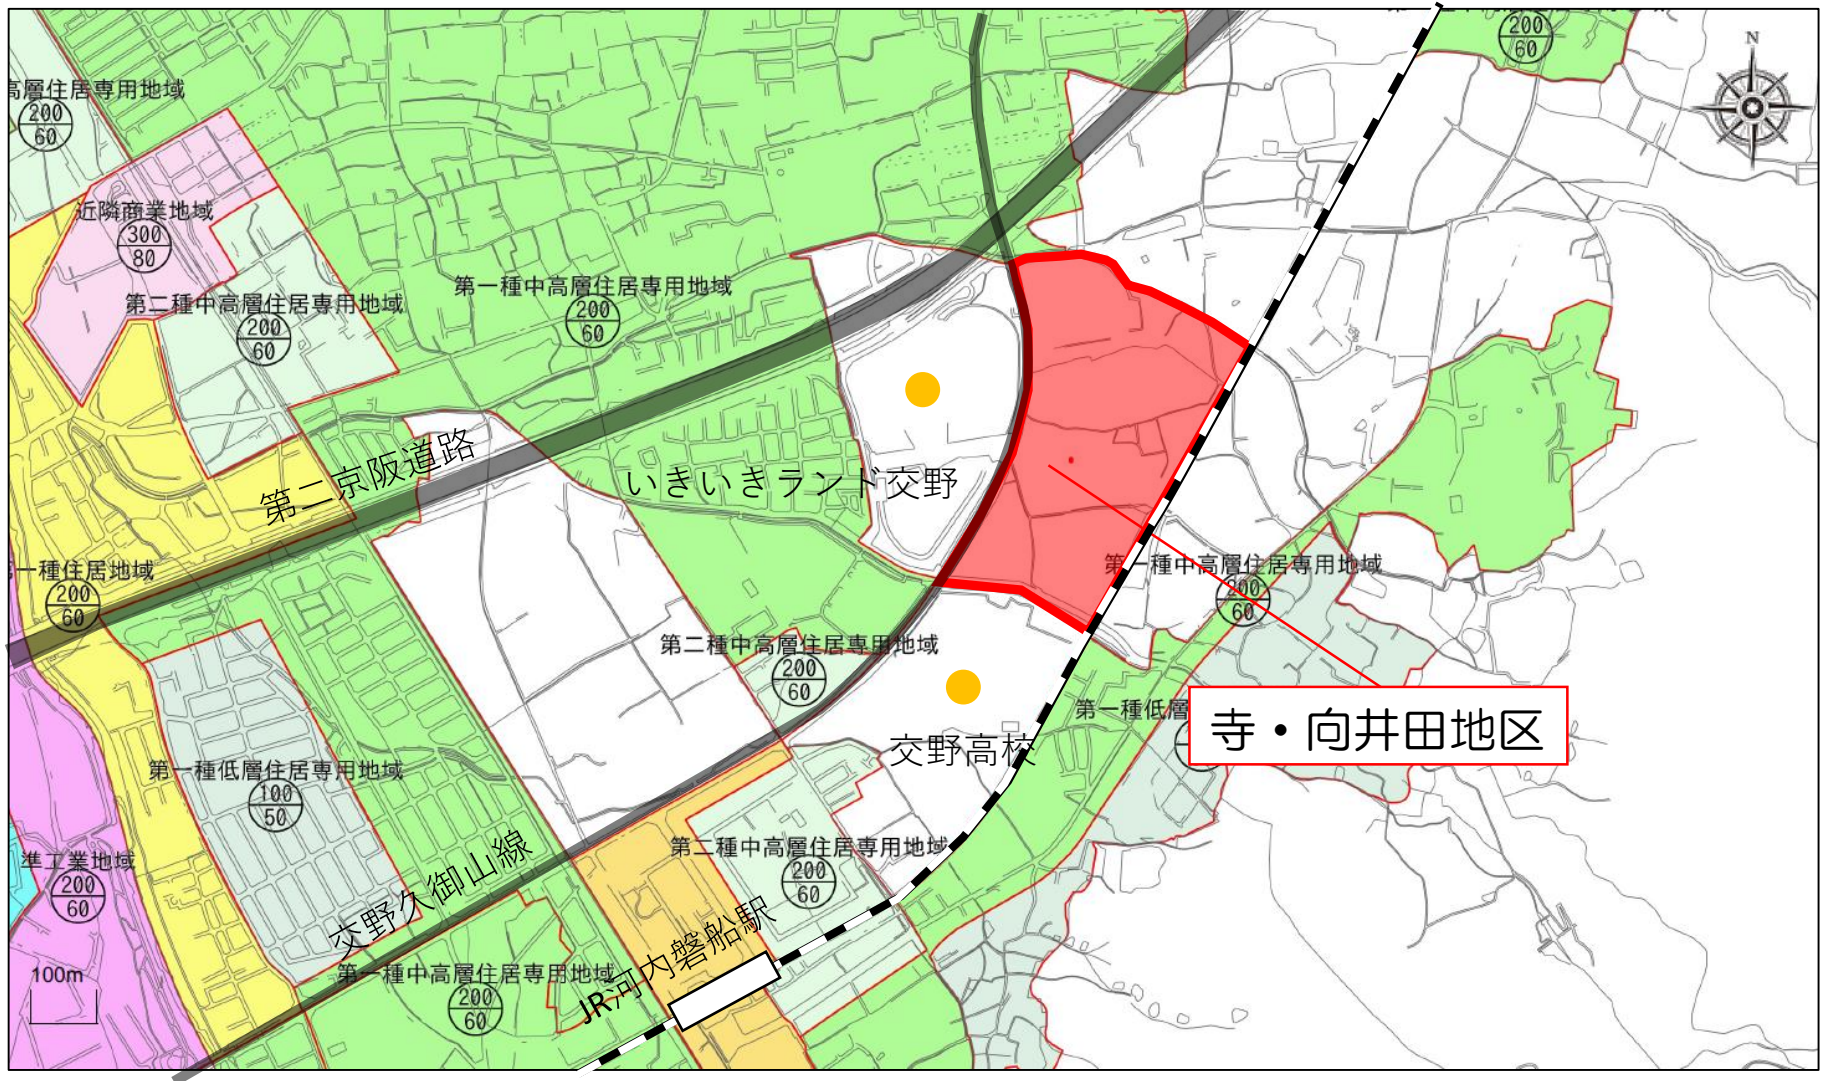 200
60
N
高層住居専用地域
200
60
近隣商業地域
300
80
第二種中高層住居専用地域
200
60
第一種中高層住居専用地域
200
60
第二京阪道路
いきいきランド交野
一種住居地域
200
60
第一種中高層住居専用地域
200
60
第二種中高層住居専用地域
200
60
第一種低層
寺・向井田地区
交野高校
第一種低層住居専用地域
100
50
第二種中高層住居専用地域
200
60
準工業地域
200
60
交野久御山線
JR河内磐船駅
第一種中高層住居専用地域
200
60
100m